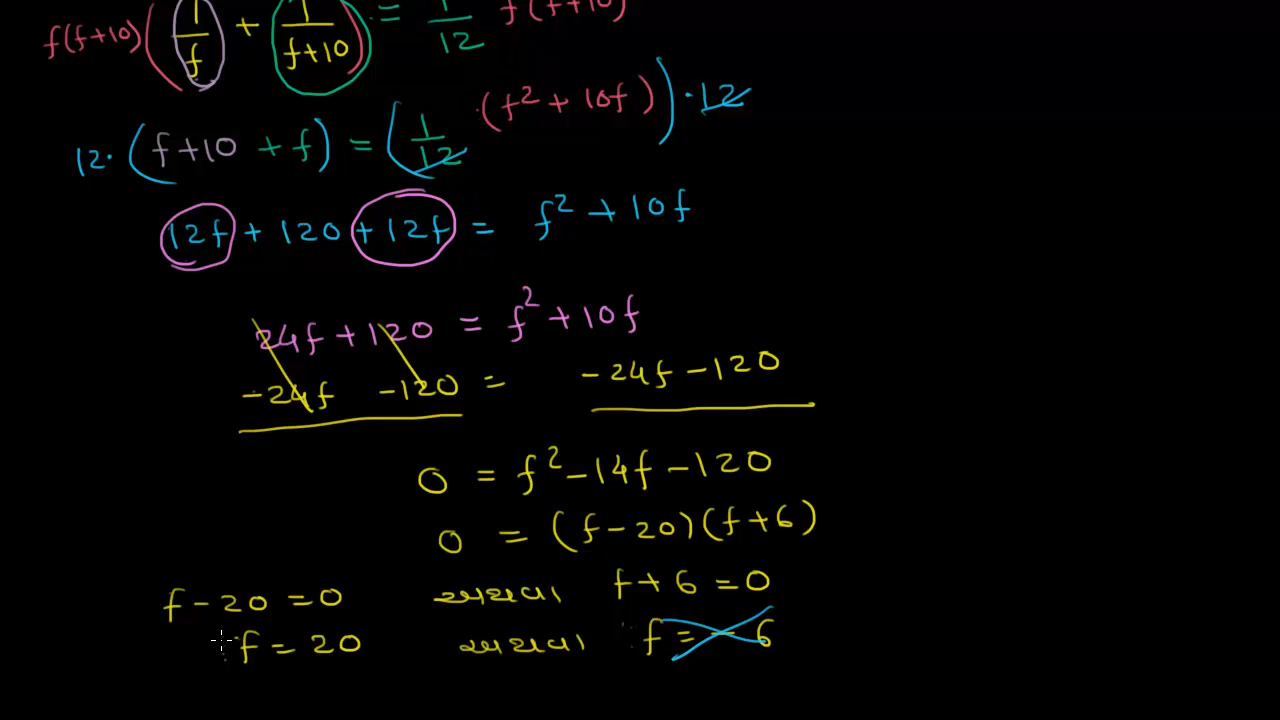 f(f+10)(1/f + 1/(f+10)) = 1/12 f(f+10)
12·(f+10+f) = (1/12 (f²+10f))·12
12f+120+12f = f²+10f
24f+120 = f²+10f
-24f -120 = -24f-120
0 = f²-14f-120
0 = (f-20)(f+6)
f-20=0 અથવા f+6=0
f=20 અથવા f=-6